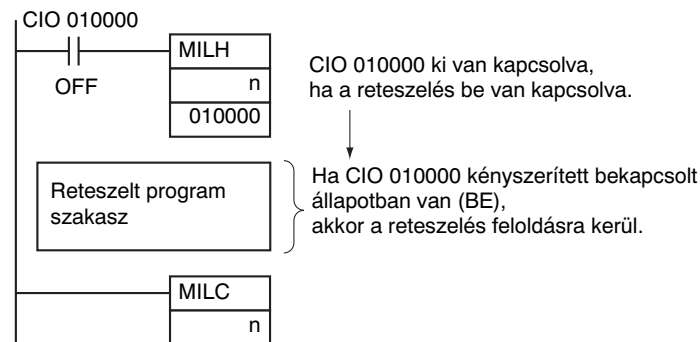 CIO 010000
MILH
OFF
n
010000
CIO 010000 ki van kapcsolva,
ha a reteszelés be van kapcsolva.
Reteszelt program
szakasz
Ha CIO 010000 kényszerített bekapcsolt
állapotban van (BE),
akkor a reteszelés feloldásra kerül.
MILC
n